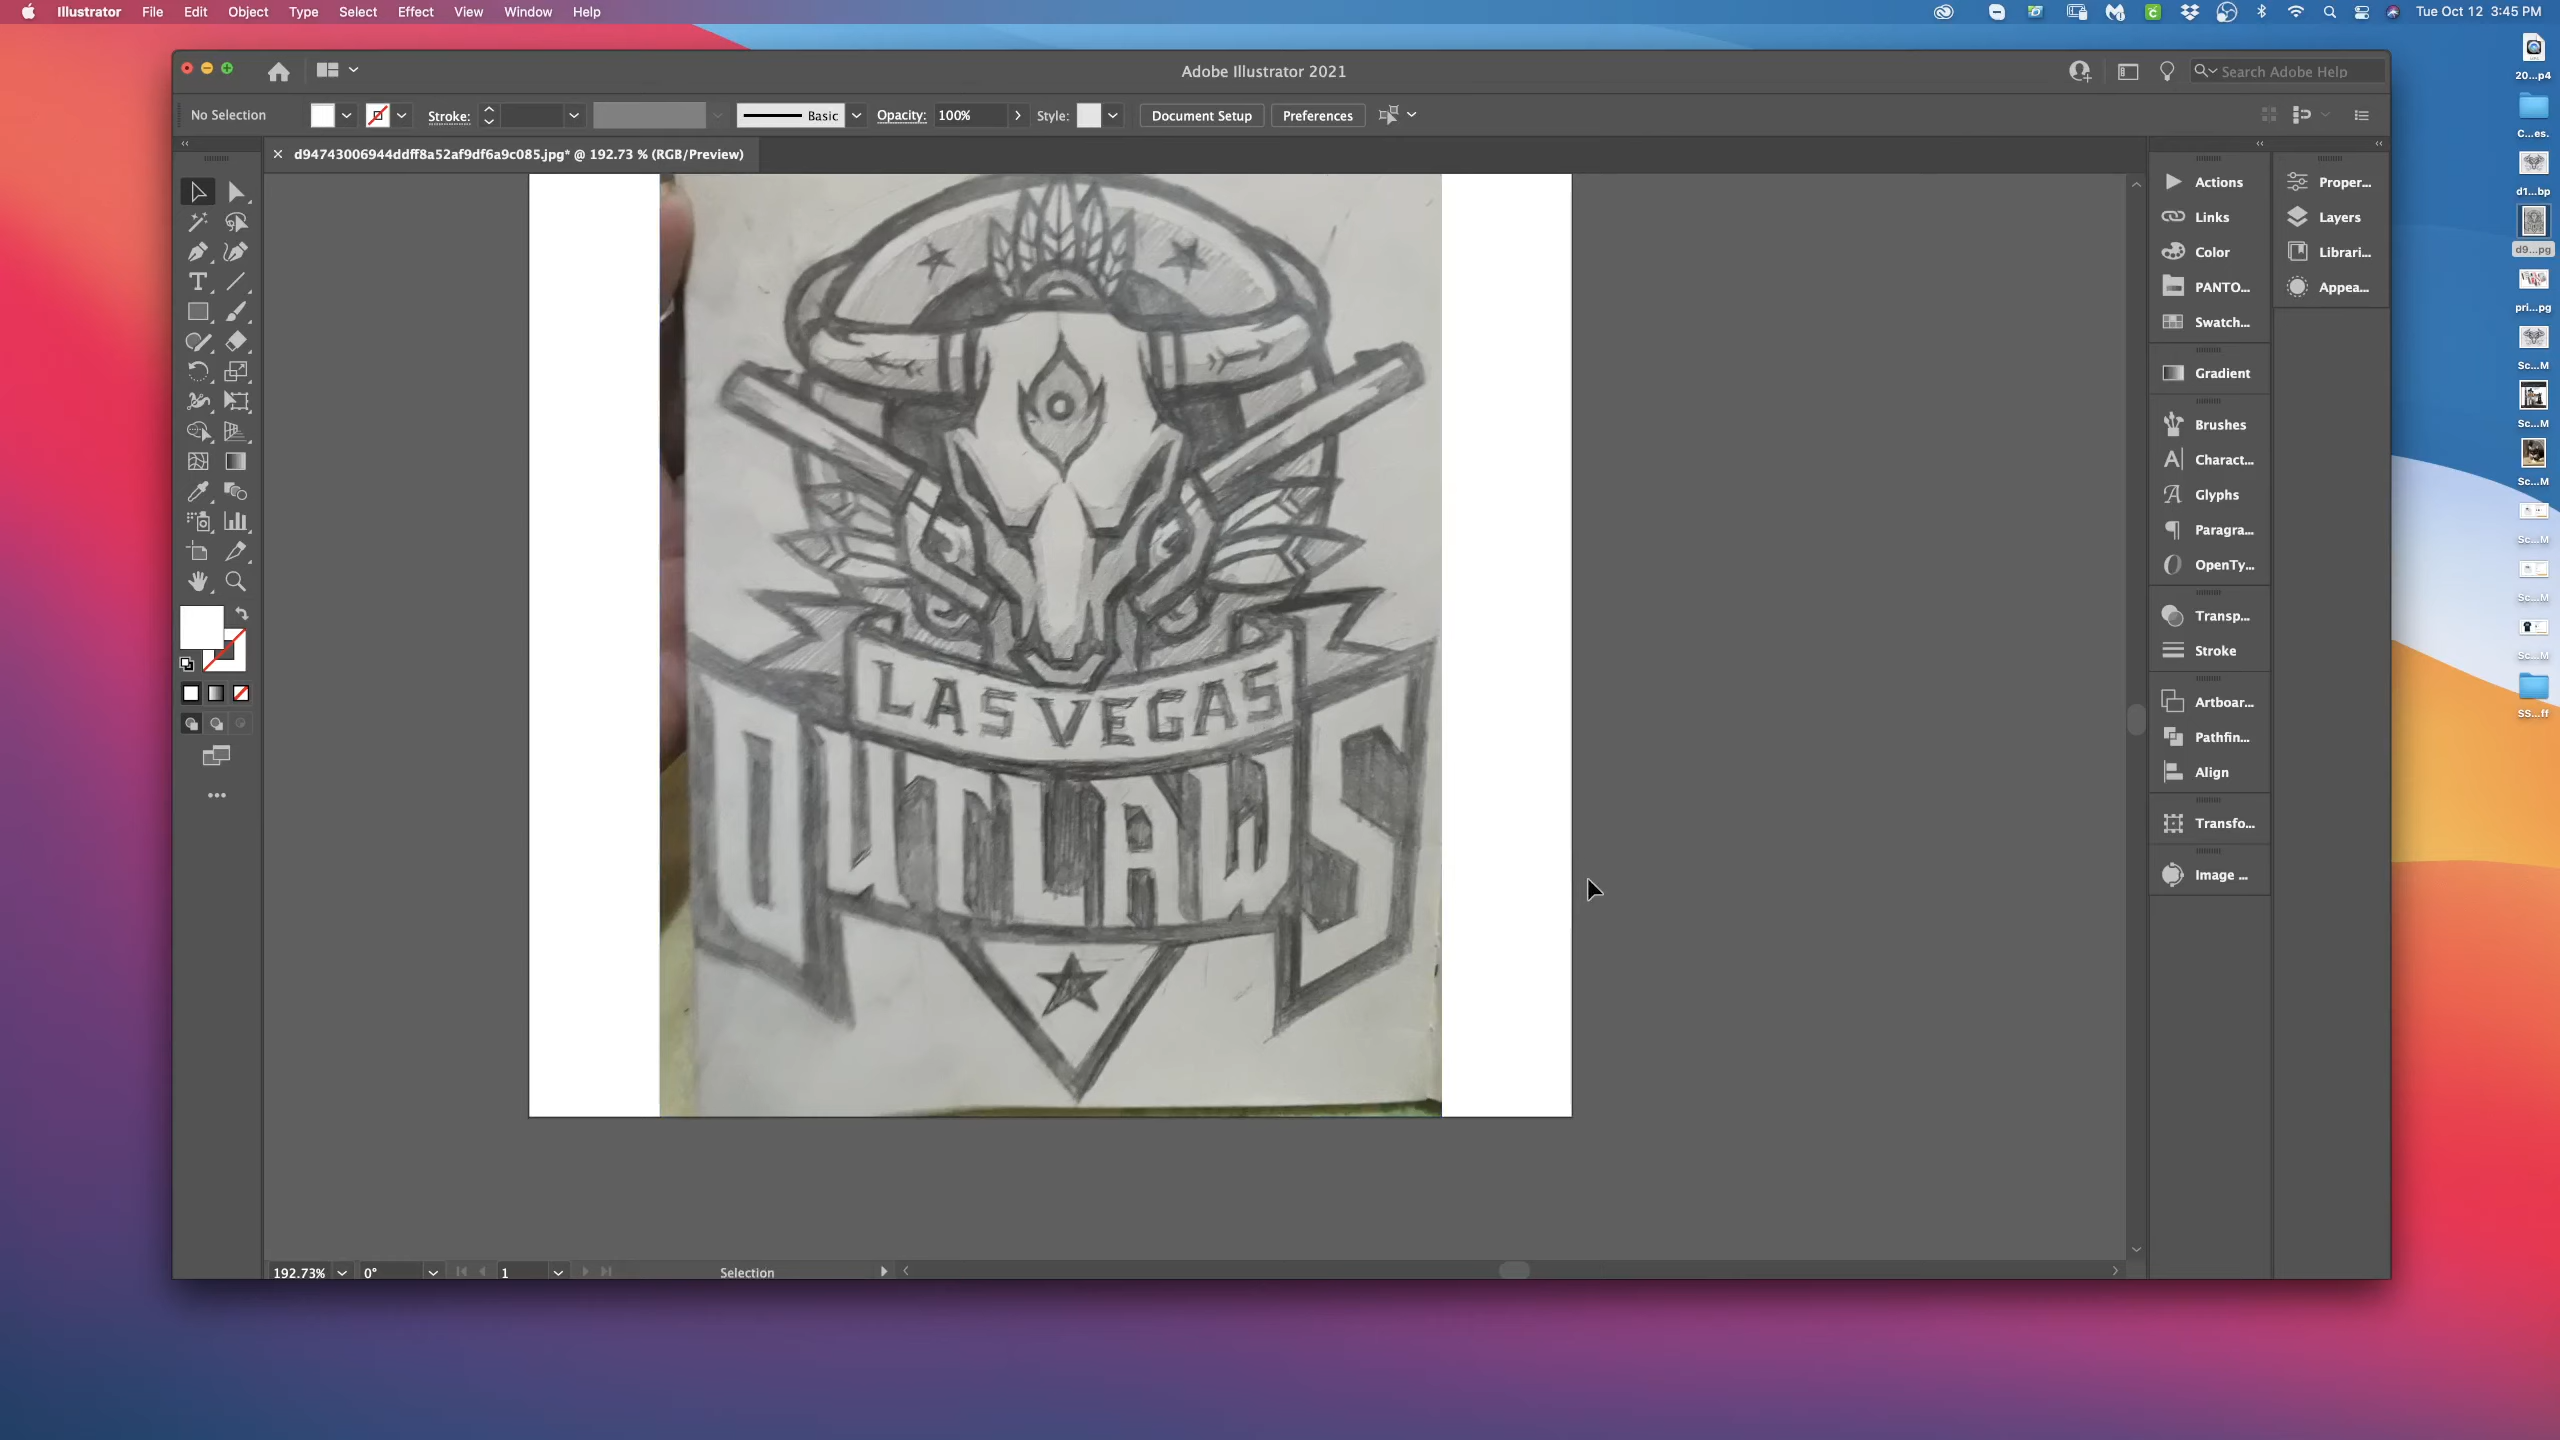 Illustrator File Edit Object Type Select Effect View Window Help
Tue Oct 12 3:45 PM
Adobe Illustrator 2021
Search Adobe Help
No Selection
Stroke:
Basic
Opacity: 100%
Style:
Document Setup
Preferences
d94743006944ddff8a52af9df6a9c085.jpg* @ 192.73 % (RGB/Preview)
LAS VEGAS
OUTLAWS
Actions
Links
Color
PANTO...
Swatch...
Gradient
Brushes
Charact...
Glyphs
Paragra...
OpenTy...
Transp...
Stroke
Artboar...
Pathfin...
Align
Transfo...
Image ...
Proper...
Layers
Librari...
Appea...
20...p4
C...es.
d1...bp
d9...pg
pri...pg
Sc...M
Sc...M
Sc...M
Sc...M
Sc...M
Sc...M
SS...ff
192.73%
0°
1
Selection